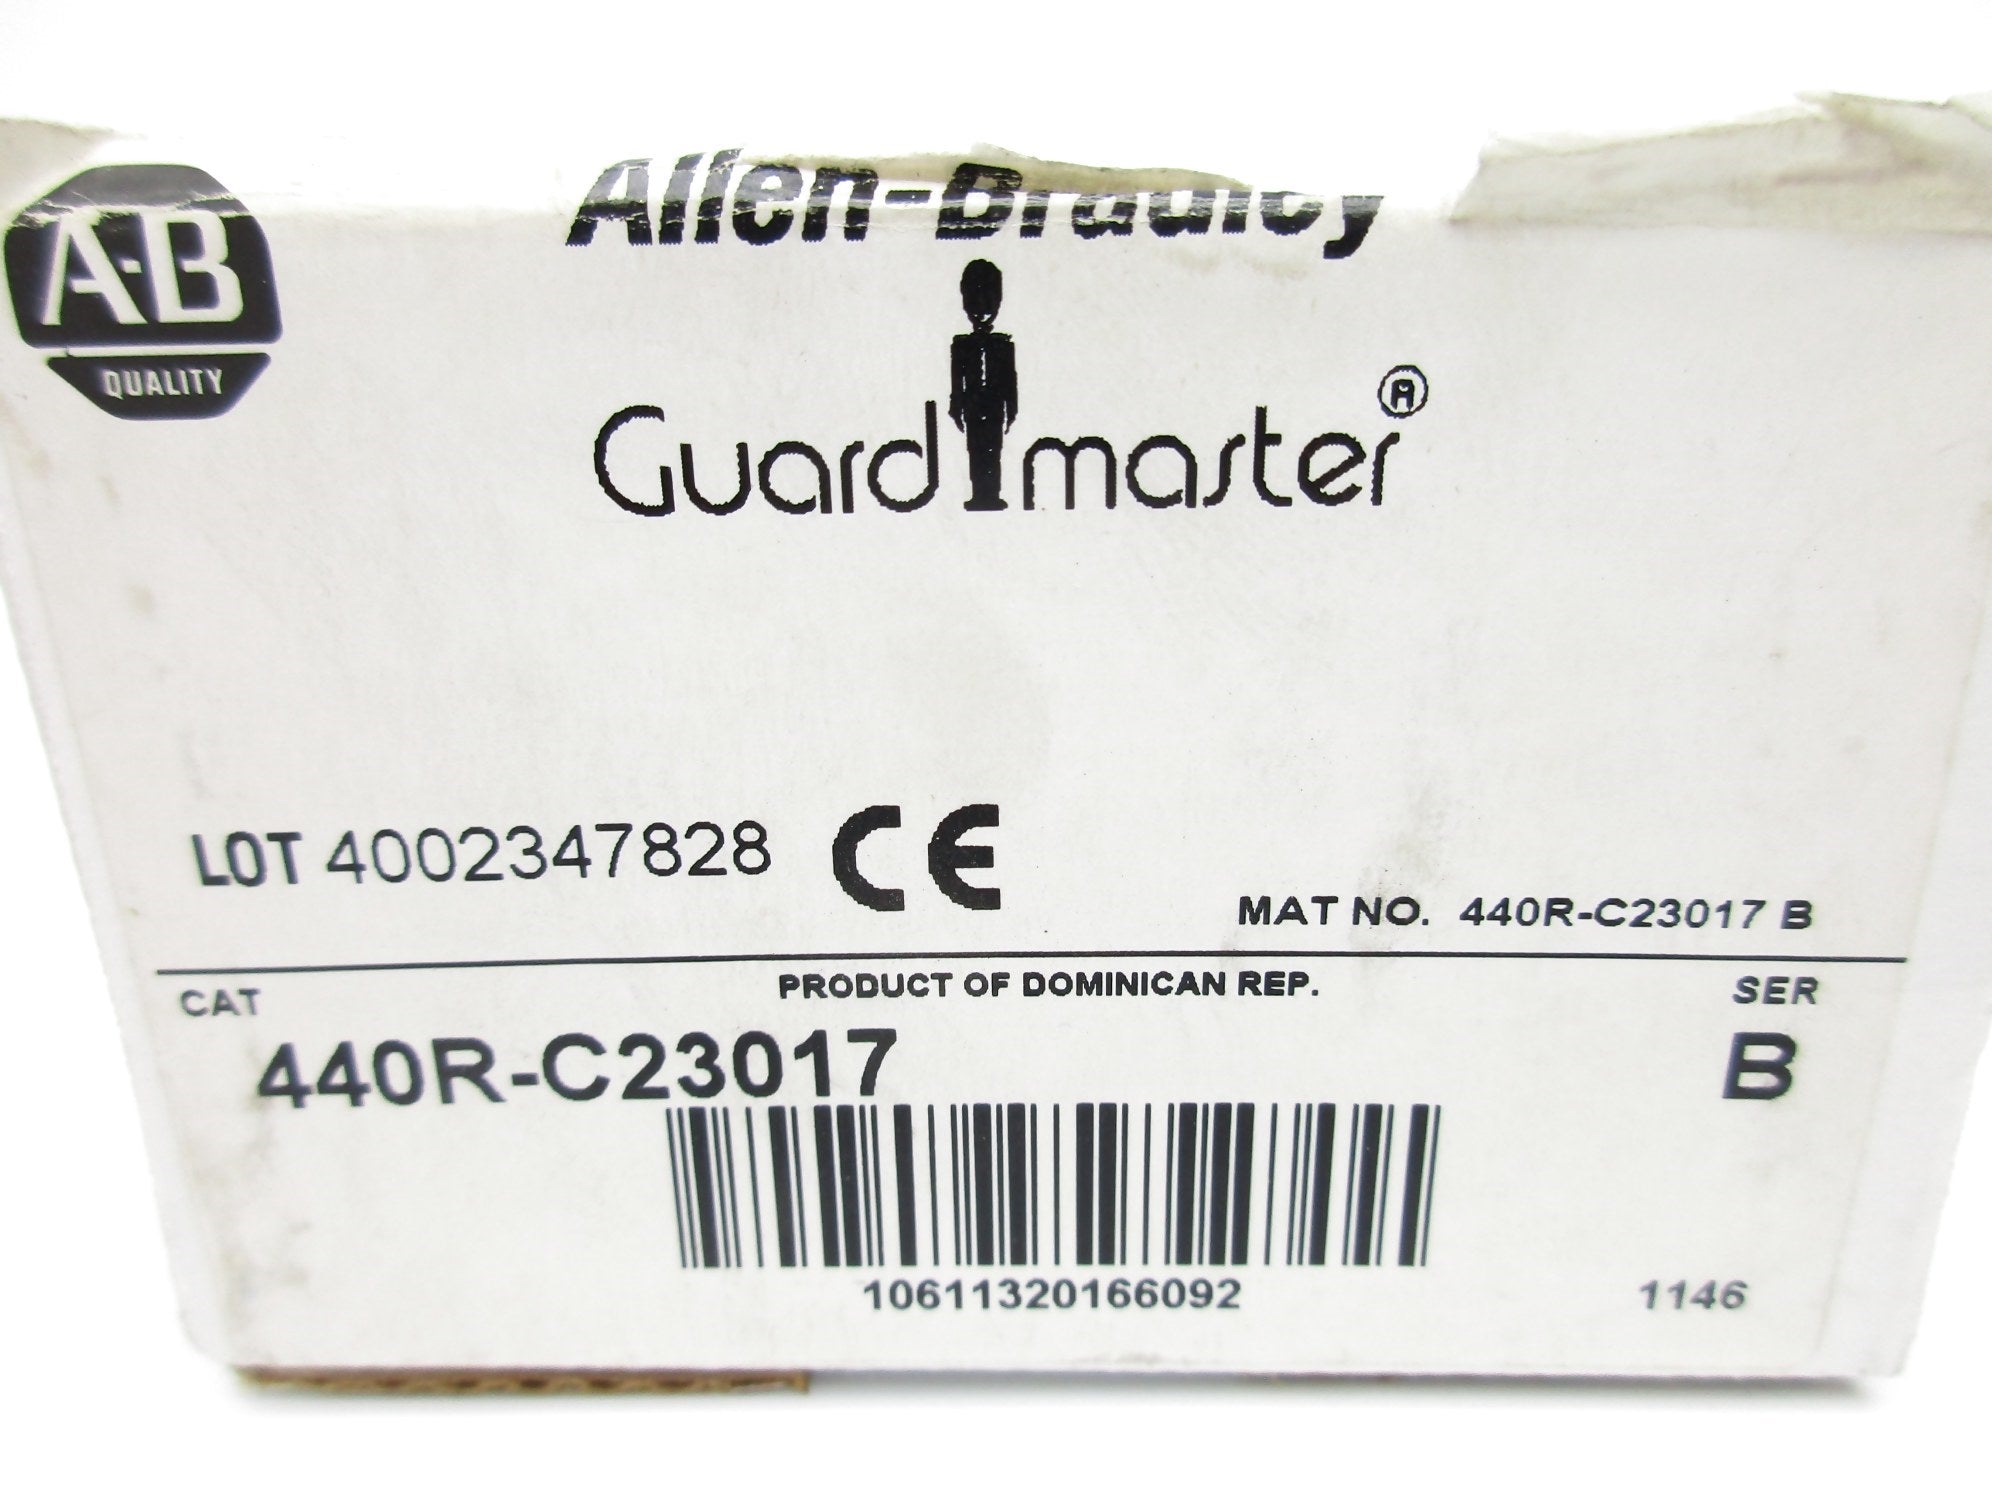 Allen-Bradley
A-B
QUALITY
Guardmaster®
LOT 4002347828 CE
MAT NO. 440R-C23017 B
PRODUCT OF DOMINICAN REP.
CAT
SER
440R-C23017
B
10611320166092
1146